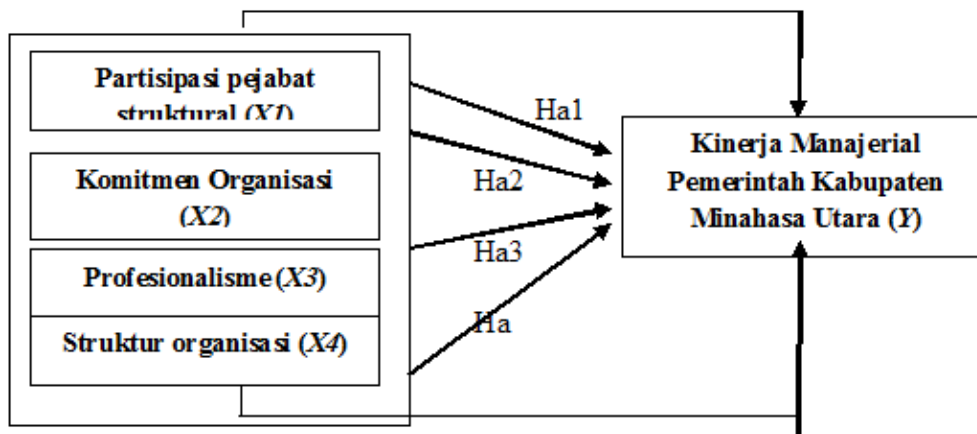 Partisipasi pejabat
struktural (X1)
Komitmen Organisasi
(X2)
Profesionalisme (X3)
Struktur organisasi (X4)
Ha1
Ha2
Ha3
Ha
Kinerja Manajerial
Pemerintah Kabupaten
Minahasa Utara (Y)